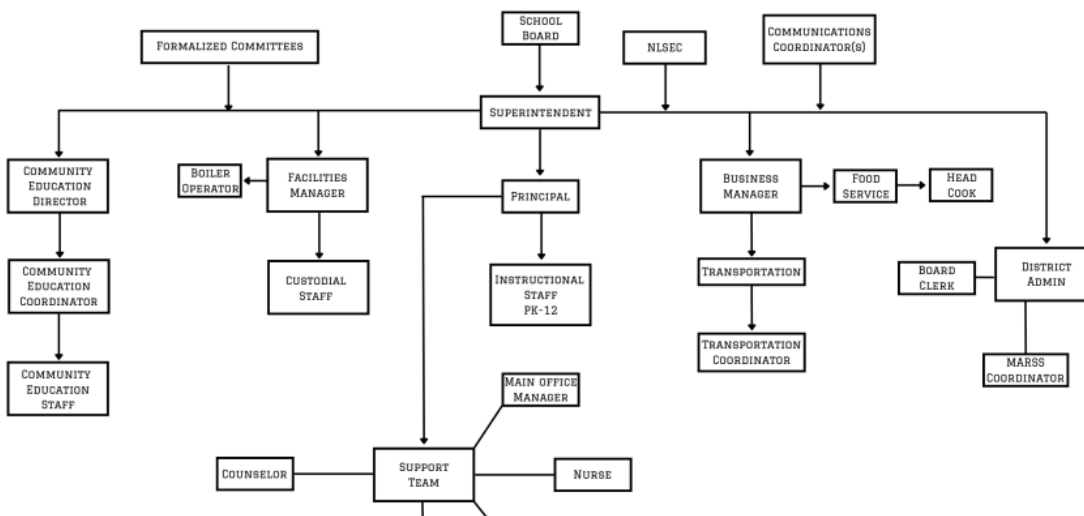 School
Board
Formalized Committees
NLSEC
Communications
Coordinator(s)
Superintendent
Community
Education
Director
Boiler
Operator
Facilities
Manager
Principal
Business
Manager
Food
Service
Head
Cook
Community
Education
Coordinator
Custodial
Staff
Instructional
Staff
PK-12
Transportation
Board
Clerk
District
Admin
Transportation
Coordinator
MARSS
Coordinator
Community
Education
Staff
Main office
Manager
Counselor
Support
Team
Nurse